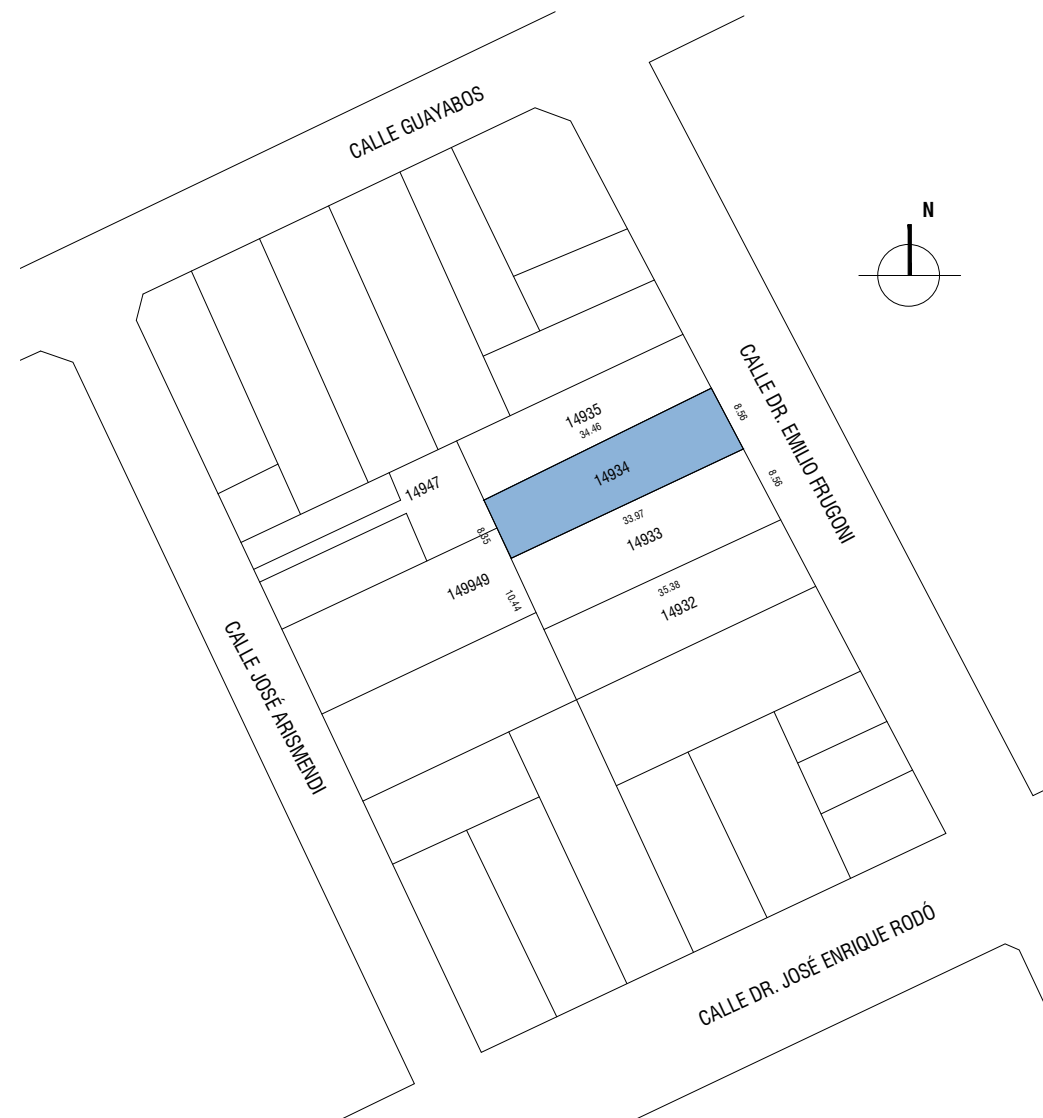 CALLE GUAYABOS
N
CALLE DR. EMILIO FRUGONI
14935
34.46
8.56
14934
14947
8.56
33.97
14933
8.35
149949
10.44
35.38
14932
CALLE JOSÉ ARISMENDI
CALLE DR. JOSÉ ENRIQUE RODÓ